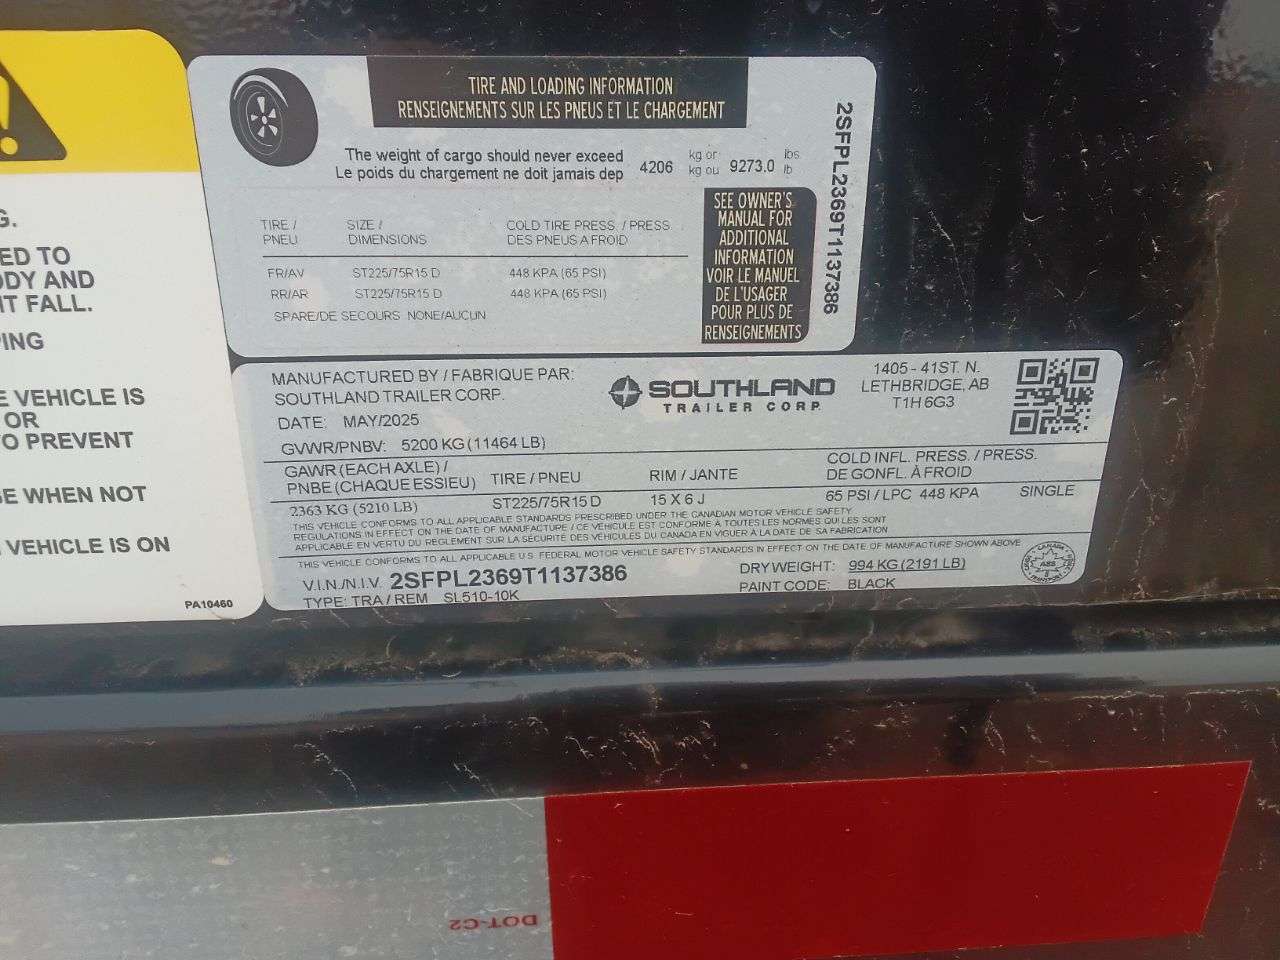 G.
ED TO
ODY AND
IT FALL.
PING
E VEHICLE IS
OR
TO PREVENT
GE WHEN NOT
VEHICLE IS ON
PA10460
TIRE AND LOADING INFORMATION
RENSEIGNEMENTS SUR LES PNEUS ET LE CHARGEMENT
The weight of cargo should never exceed
Le poids du chargement ne doit jamais dep
4206 kg or kg ou 9273.0 lbs lb
TIRE / PNEU SIZE / DIMENSIONS COLD TIRE PRESS. / PRESS. DES PNEUS A FROID
FR/AV ST225/75R15 D 448 KPA (65 PSI)
RR/AR ST225/75R15 D 448 KPA (65 PSI)
SPARE/DE SECOURS NONE/AUCUN
SEE OWNER'S
MANUAL FOR
ADDITIONAL
INFORMATION
VOIR LE MANUEL
DE L'USAGER
POUR PLUS DE
RENSEIGNEMENTS
2SFPL2369T1137386
MANUFACTURED BY / FABRIQUE PAR:
SOUTHLAND TRAILER CORP.
DATE: MAY/2025
SOUTHLAND
TRAILER CORP.
1405 - 41ST. N.
LETHBRIDGE, AB
T1H 6G3
GVWR/PNBV: 5200 KG (11464 LB)
GAWR (EACH AXLE) /
PNBE (CHAQUE ESSIEU) TIRE / PNEU RIM / JANTE
COLD INFL. PRESS. / PRESS.
DE GONFL. À FROID
2363 KG (5210 LB) ST225/75R15 D 15 X 6 J 65 PSI / LPC 448 KPA SINGLE
THIS VEHICLE CONFORMS TO ALL APPLICABLE STANDARDS PRESCRIBED UNDER THE CANADIAN MOTOR VEHICLE SAFETY
REGULATIONS IN EFFECT ON THE DATE OF MANUFACTURE / CE VÉHICULE EST CONFORME À TOUTES LES NORMES QUI LES SONT
APPLICABLE EN VERTU DU RÈGLEMENT SUR LA SÉCURITÉ DES VÉHICULES DU CANADA EN VIGUER À LA DATE DE SA FABRICATION
THIS VEHICLE CONFORMS TO ALL APPLICABLE U.S. FEDERAL MOTOR VEHICLE SAFETY STANDARDS IN EFFECT ON THE DATE OF MANUFACTURE SHOWN ABOVE
V.I.N./N.I.V. 2SFPL2369T1137386 DRY WEIGHT: 994 KG (2191 LB)
TYPE: TRA / REM SL510-10K PAINT CODE: BLACK
CANADA
TRANSPORT
DOT-C2